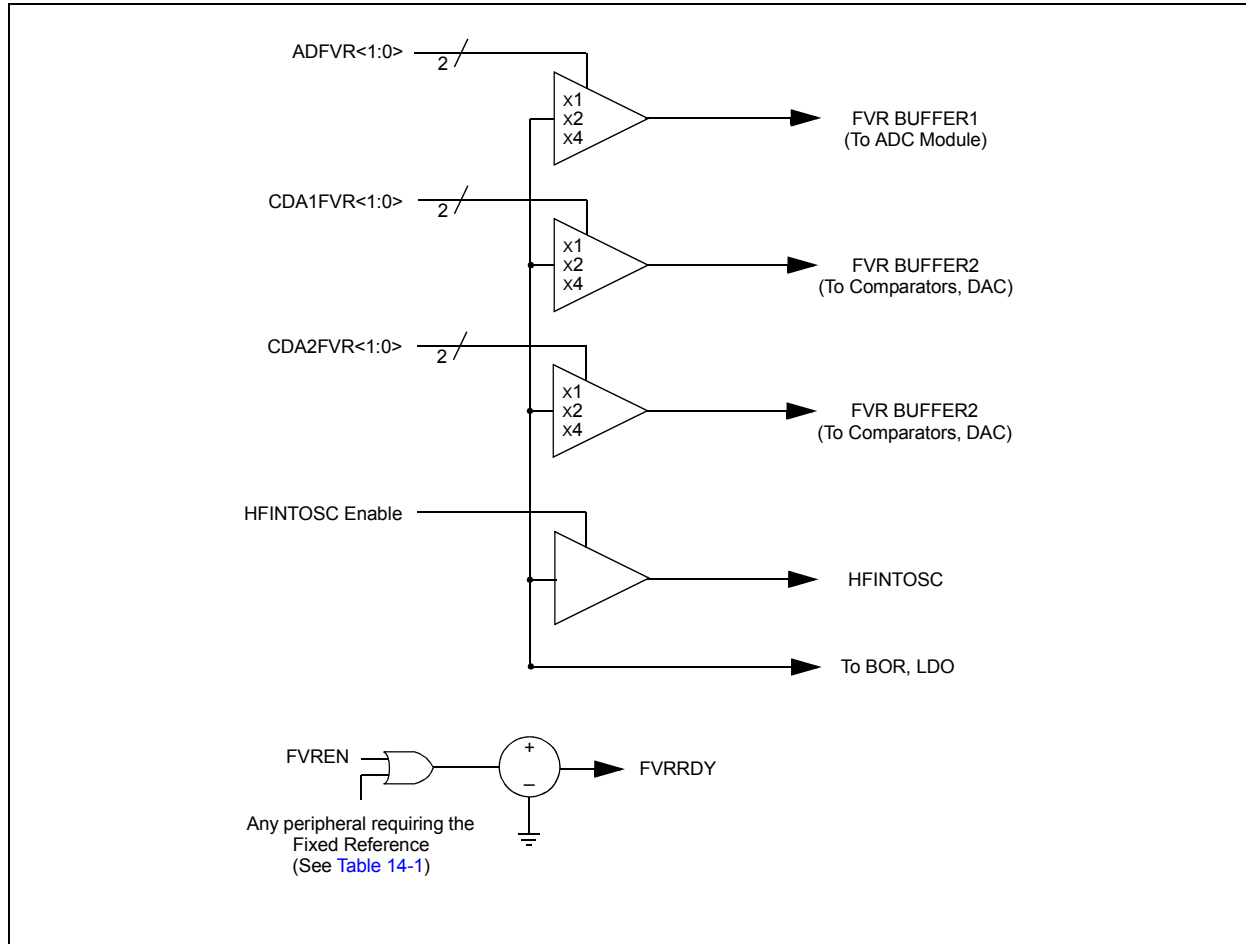 ADFVR<1:0>
2
x1
x2
x4
FVR BUFFER1
(To ADC Module)
CDA1FVR<1:0>
2
x1
x2
x4
FVR BUFFER2
(To Comparators, DAC)
CDA2FVR<1:0>
2
x1
x2
x4
FVR BUFFER2
(To Comparators, DAC)
HFINTOSC Enable
HFINTOSC
To BOR, LDO
FVREN
+
_
FVRRDY
Any peripheral requiring the
Fixed Reference
(See Table 14-1)